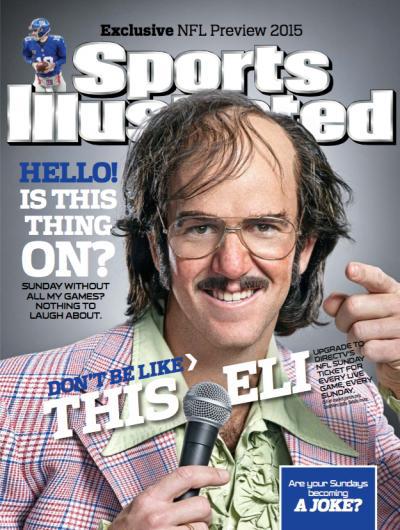 Exclusive NFL Preview 2015
Sports
Illustrated
HELLO!
IS THIS
THING
ON?
SUNDAY WITHOUT
ALL MY GAMES?
NOTHING TO
LAUGH ABOUT.
DON'T BE LIKE
THIS ELI
UPGRADE TO
DIRECTV'S
NFL SUNDAY
TICKET FOR
EVERY LIVE
GAME, EVERY
SUNDAY.
Are your Sundays
becoming
A JOKE?